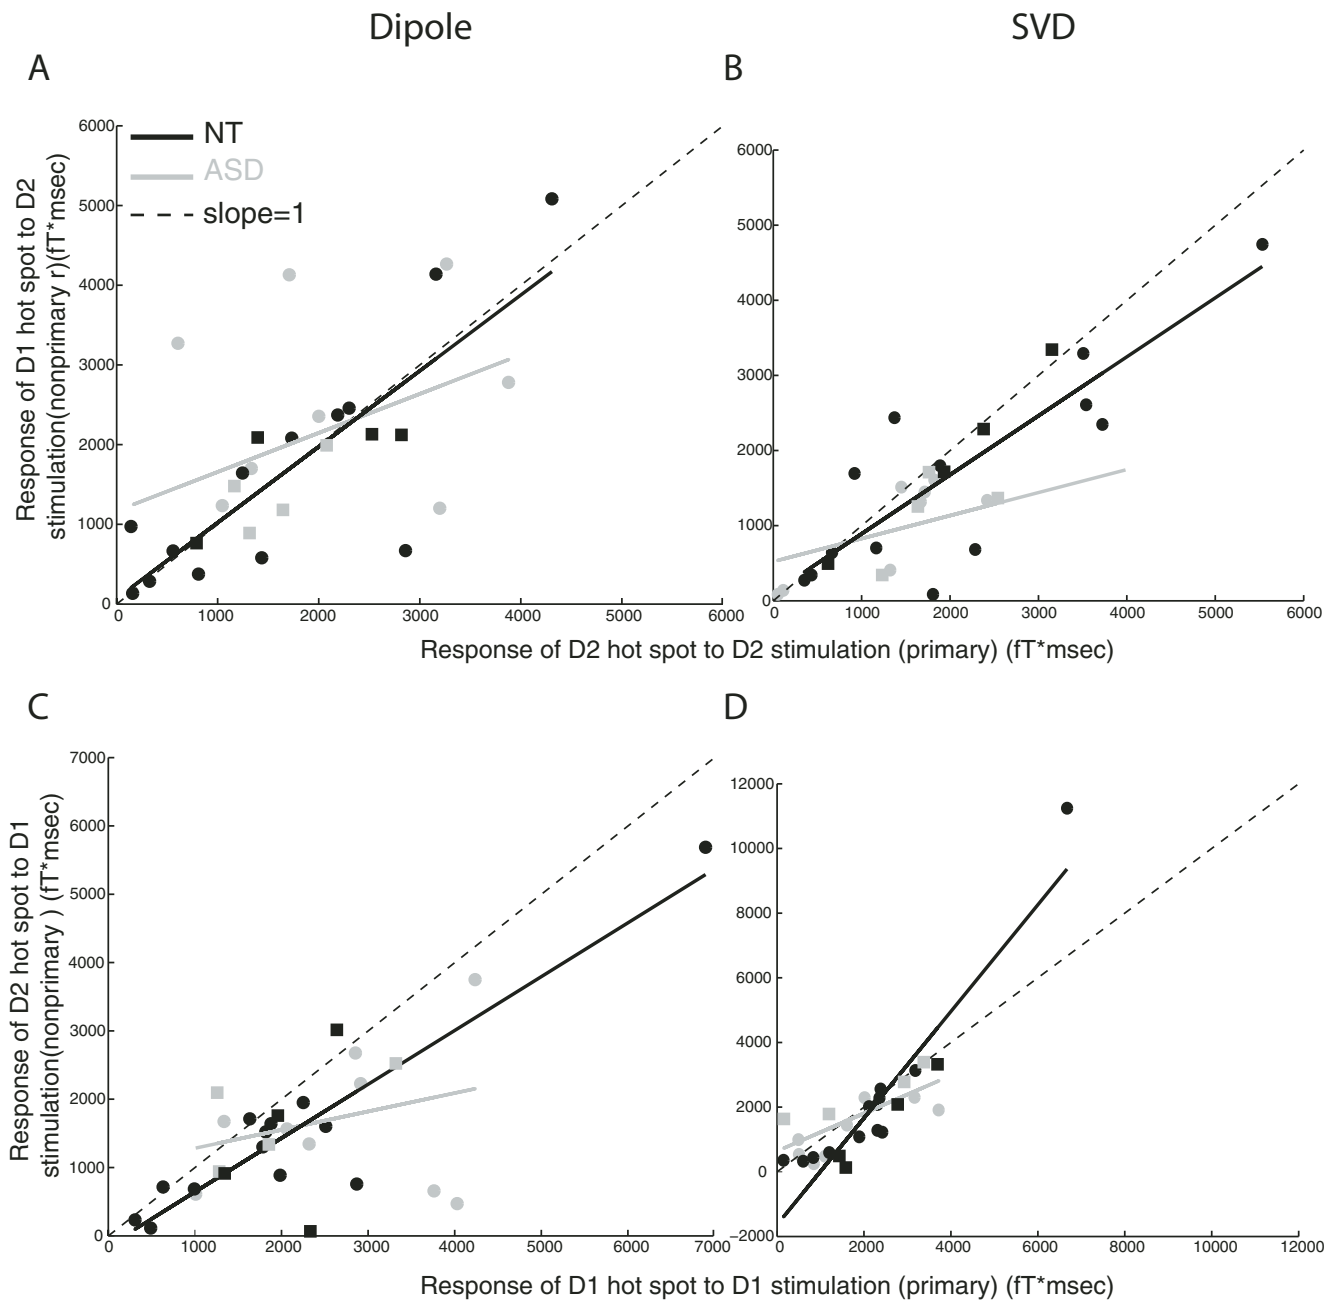 Dipole
SVD
A
B
NT
ASD
slope=1
Response of D1 hot spot to D2
stimulation(nonprimary r)(fT*msec)
6000
5000
4000
3000
2000
1000
0
0 1000 2000 3000 4000 5000 6000
6000
5000
4000
3000
2000
1000
0
0 1000 2000 3000 4000 5000 6000
Response of D2 hot spot to D2 stimulation (primary) (fT*msec)
C
D
Response of D2 hot spot to D1
stimulation(nonprimary ) (fT*msec)
7000
6000
5000
4000
3000
2000
1000
0
0 1000 2000 3000 4000 5000 6000 7000
12000
10000
8000
6000
4000
2000
0
-2000
0 2000 4000 6000 8000 10000 12000
Response of D1 hot spot to D1 stimulation (primary) (fT*msec)